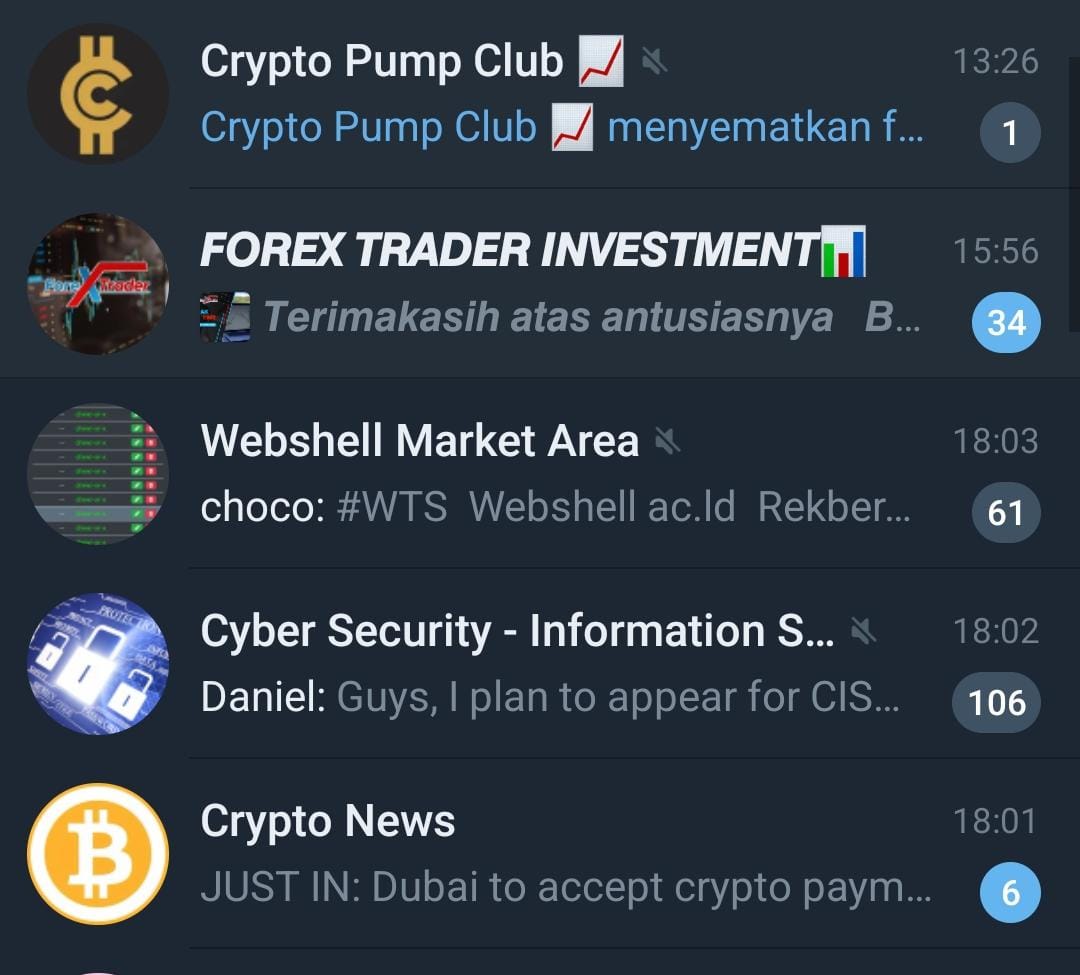 Crypto Pump Club 📈 13:26
Crypto Pump Club 📈 menyematkan f... 1
FOREX TRADER INVESTMENT📊 15:56
Terimakasih atas antusiasnya B... 34
Webshell Market Area 18:03
choco: #WTS Webshell ac.ld Rekber... 61
Cyber Security - Information S... 18:02
Daniel: Guys, I plan to appear for CIS... 106
Crypto News 18:01
JUST IN: Dubai to accept crypto paym... 6